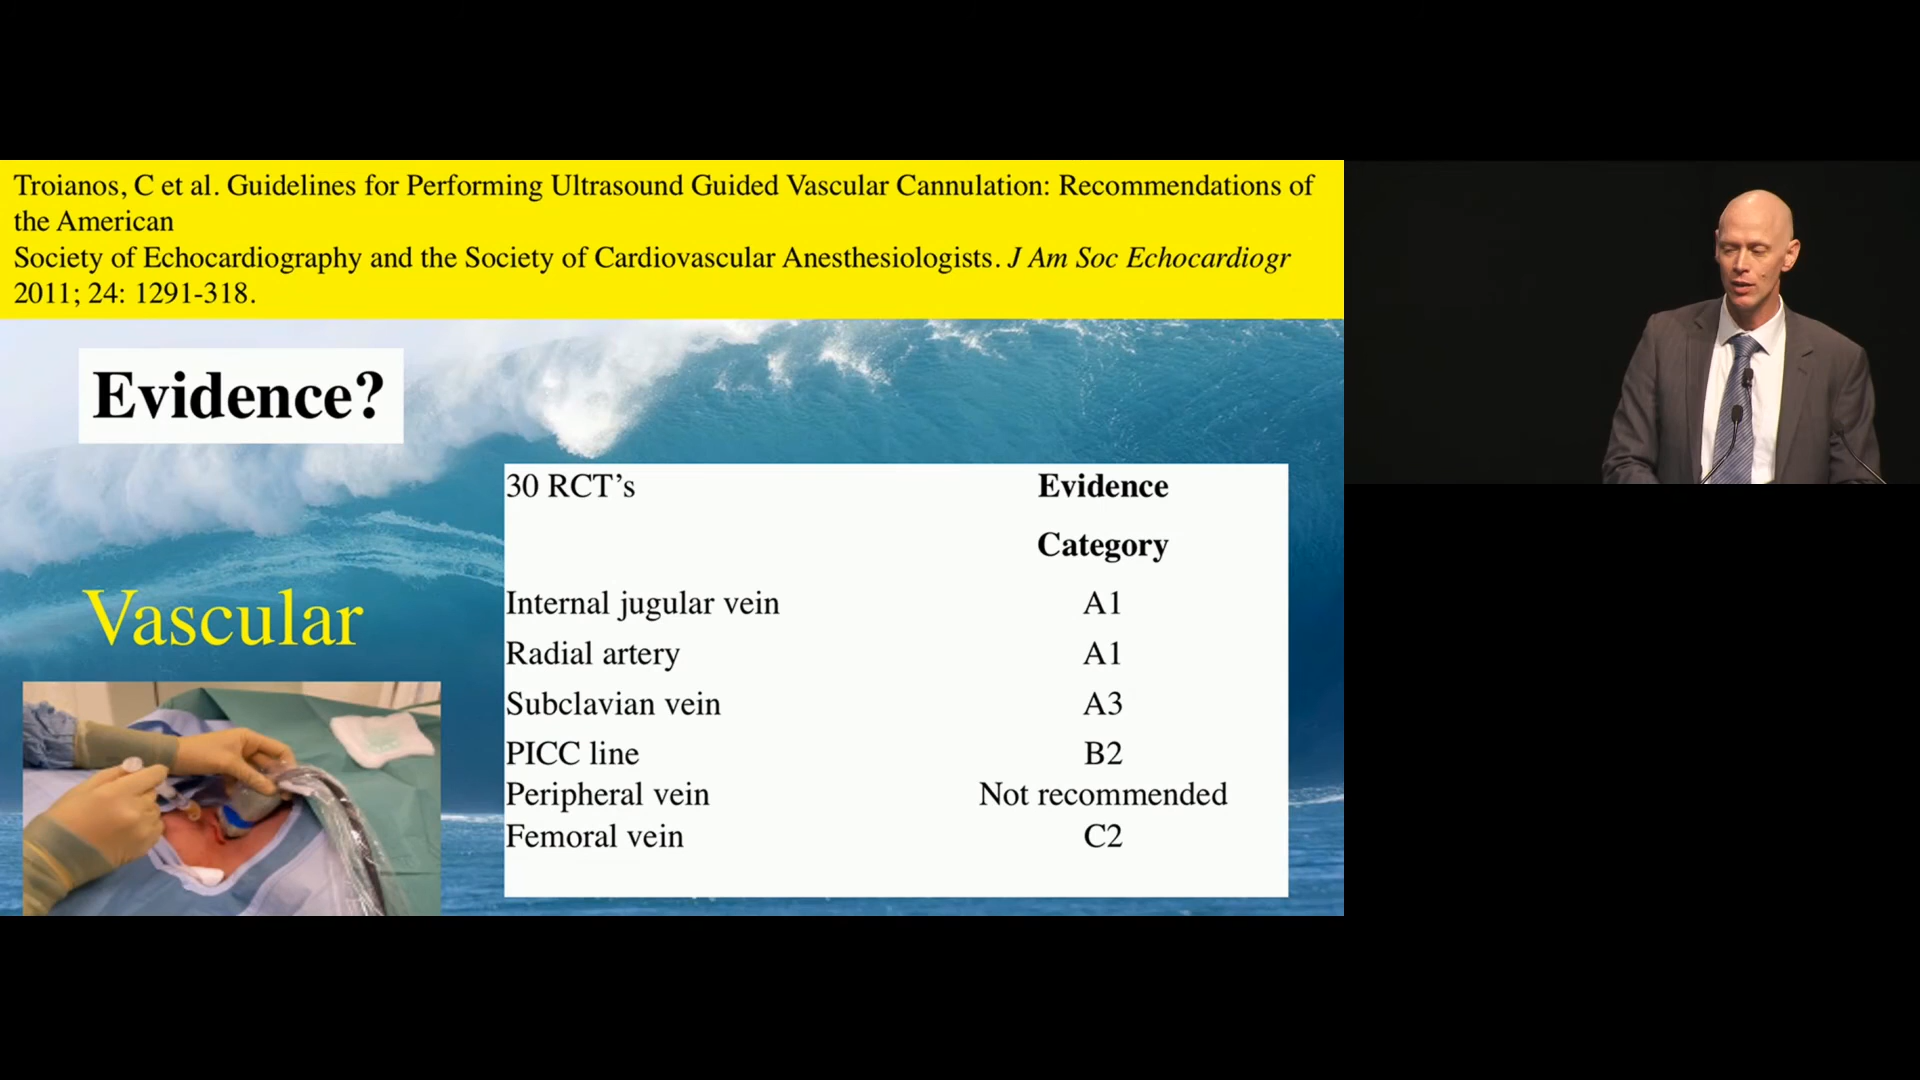 Troianos, C et al. Guidelines for Performing Ultrasound Guided Vascular Cannulation: Recommendations of
the American
Society of Echocardiography and the Society of Cardiovascular Anesthesiologists. J Am Soc Echocardiogr
2011; 24: 1291-318.
Evidence?
Vascular
30 RCT's Evidence
Category
Internal jugular vein A1
Radial artery A1
Subclavian vein A3
PICC line B2
Peripheral vein Not recommended
Femoral vein C2